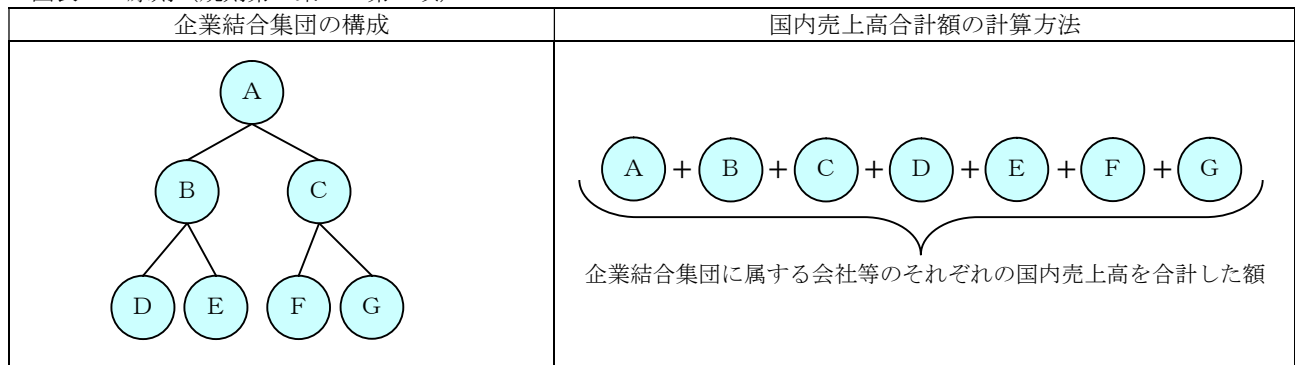 企業結合集団の構成
国内売上高合計額の計算方法
A
B C
D E F G
A + B + C + D + E + F + G
企業結合集団に属する会社等のそれぞれの国内売上高を合計した額